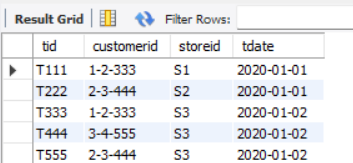 Result Grid Filter Rows:
tid customerid storeid tdate
T111 1-2-333 S1 2020-01-01
T222 2-3-444 S2 2020-01-01
T333 1-2-333 S3 2020-01-02
T444 3-4-555 S3 2020-01-02
T555 2-3-444 S3 2020-01-02